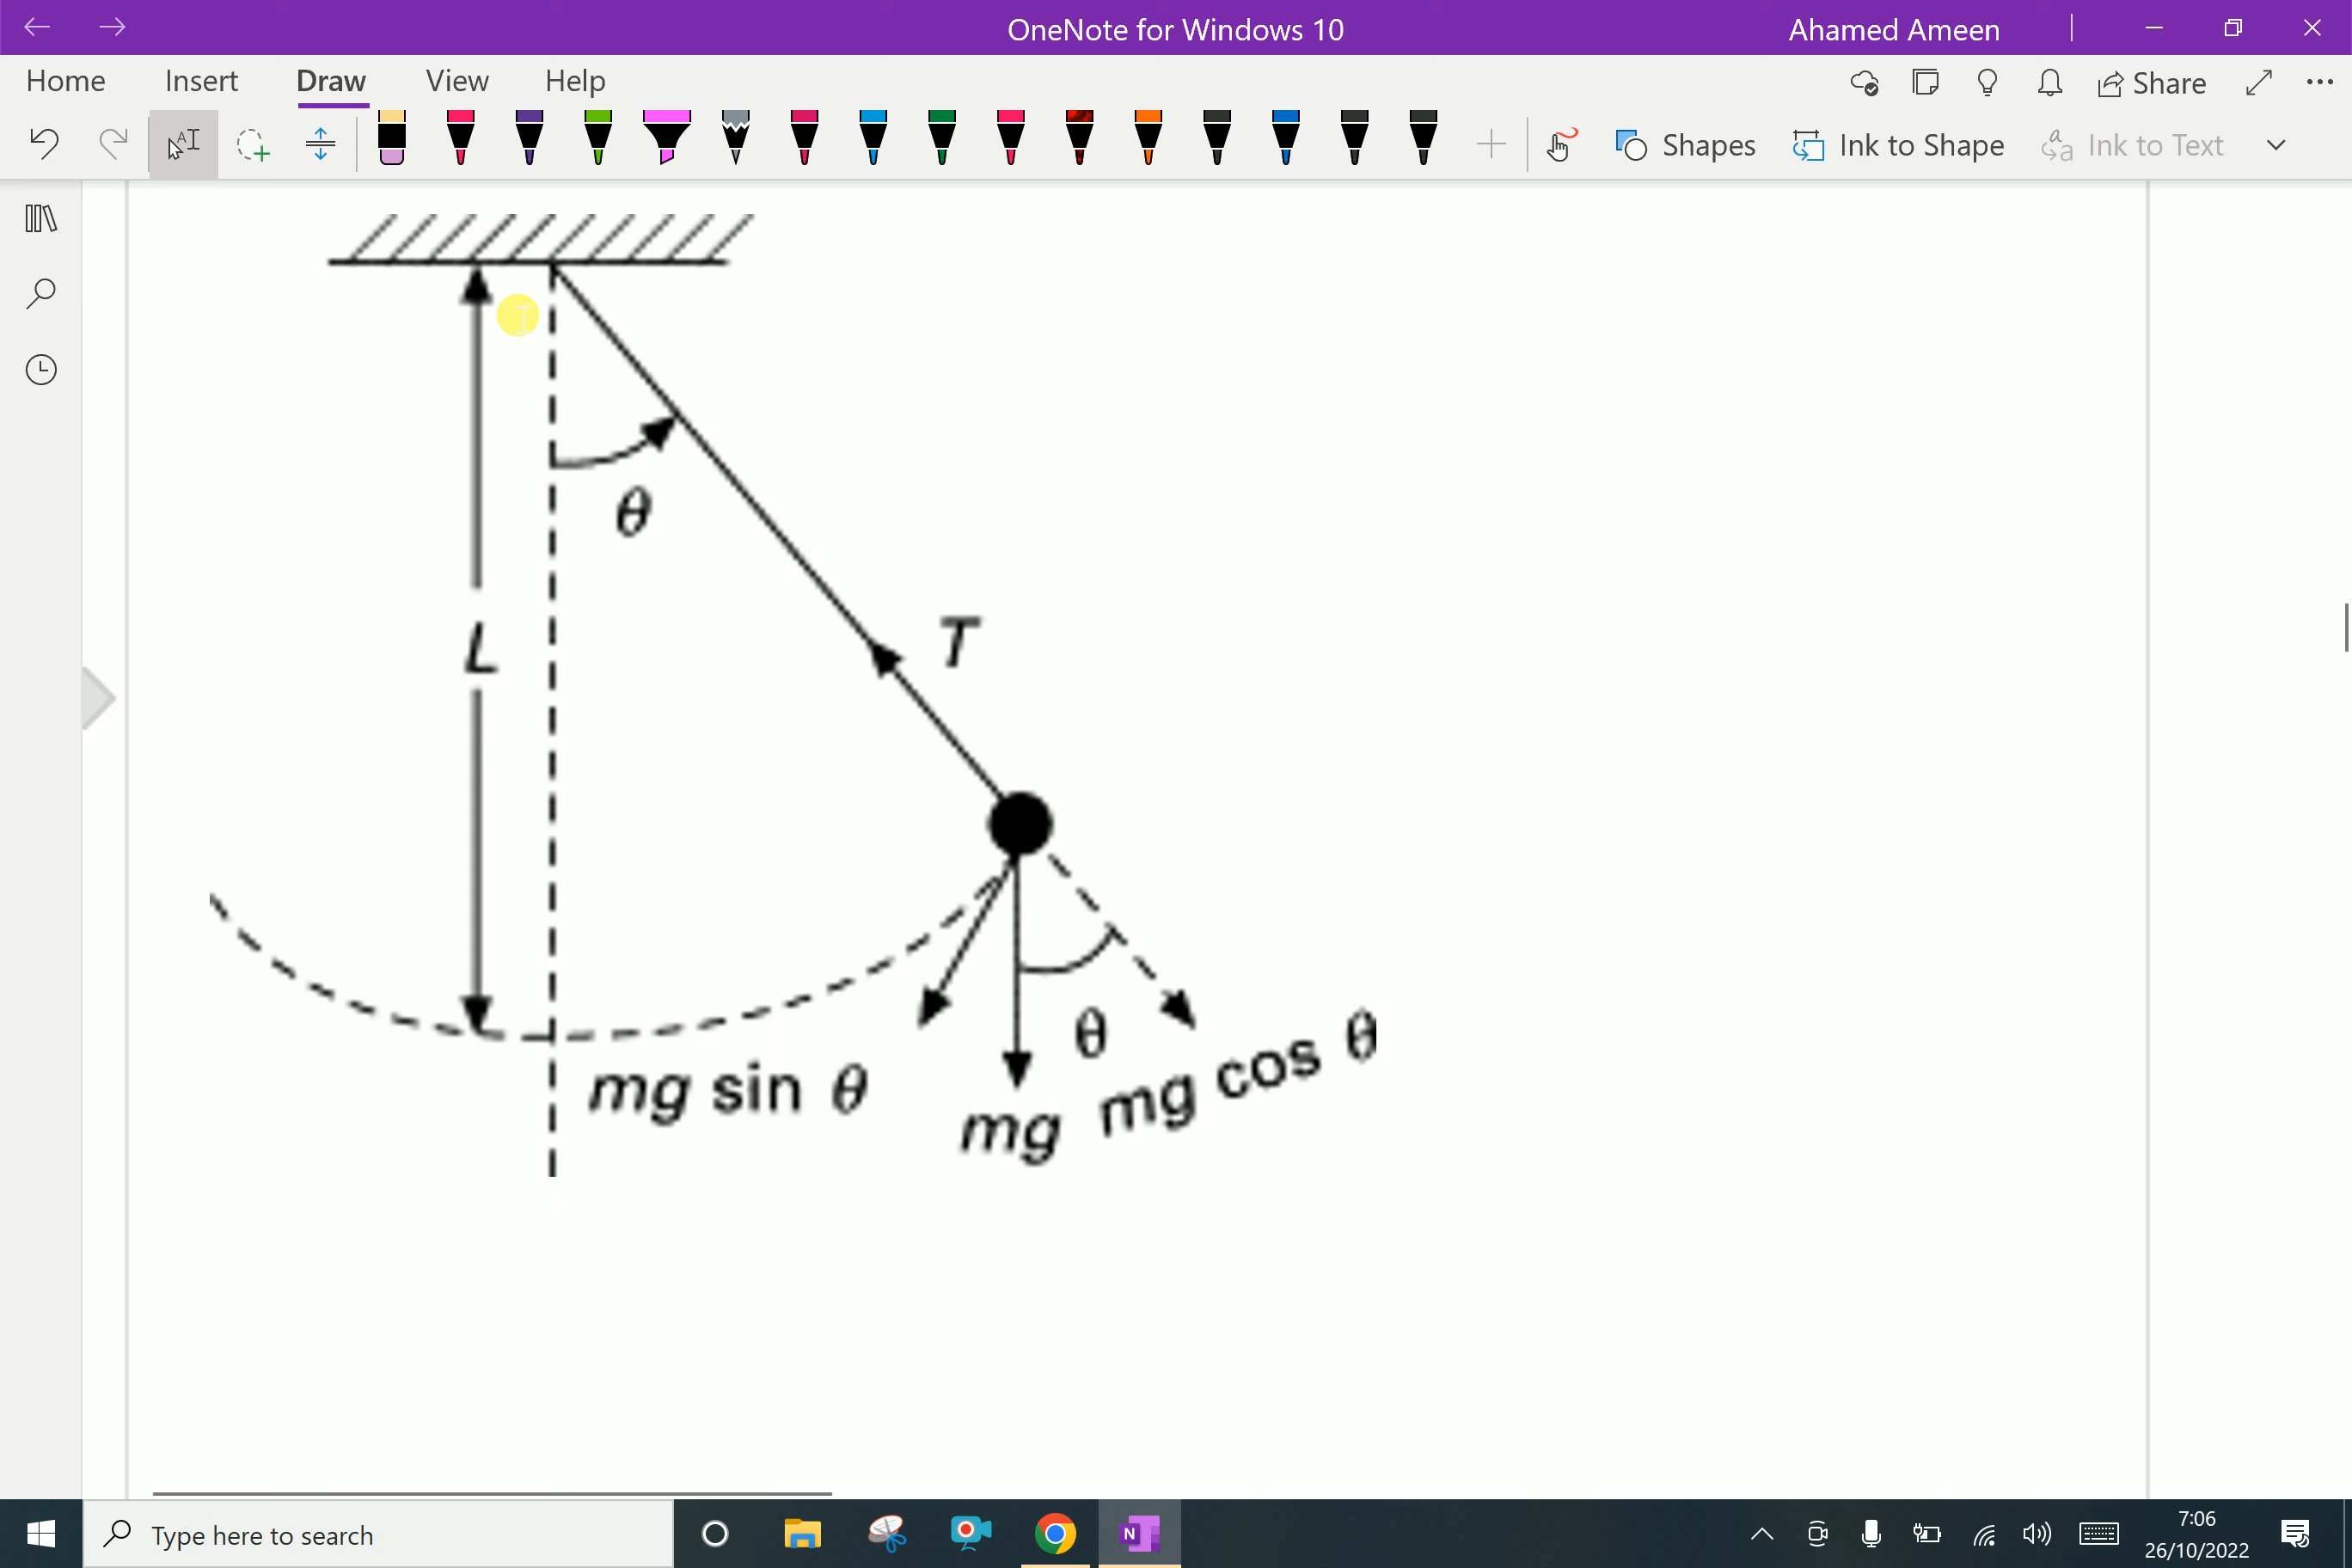 OneNote for Windows 10
Ahamed Ameen
Home Insert Draw View Help
Share
Shapes
Ink to Shape
Ink to Text
θ
T
L
θ
mg sin θ
mg
mg cos θ
Type here to search
7:06
26/10/2022